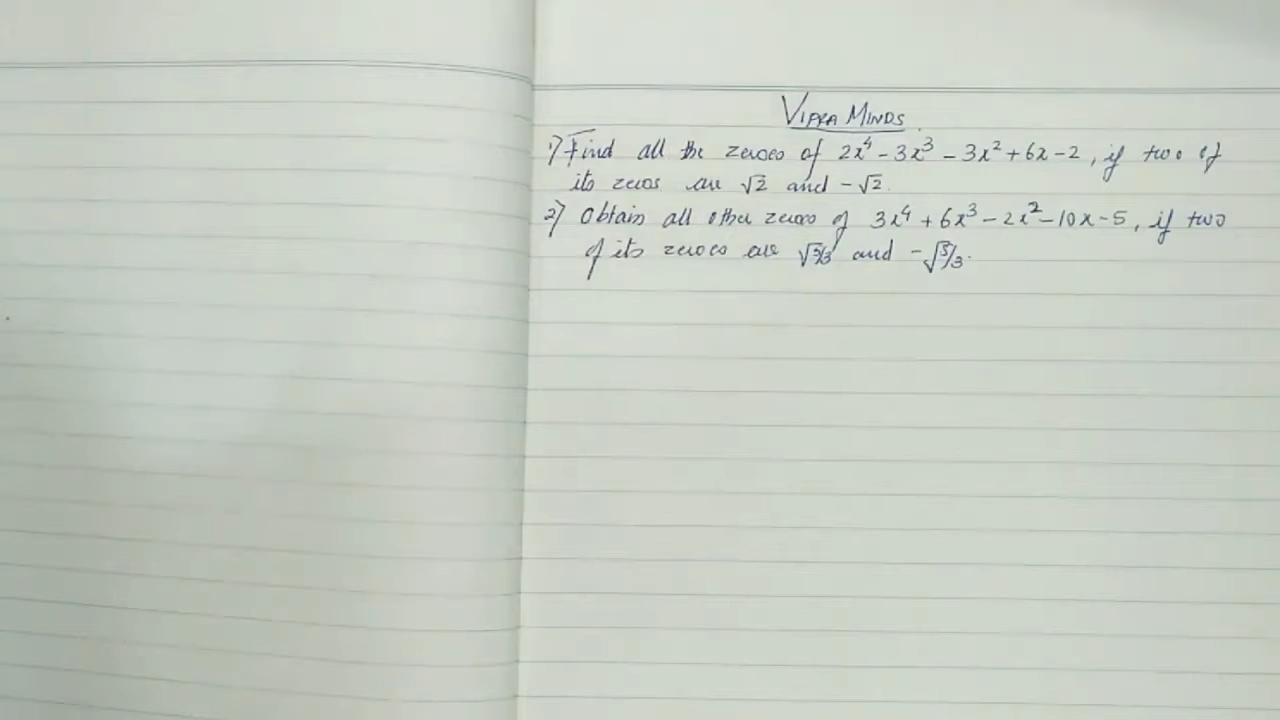 VIPRA MINDS.
1) Find all the zeroes of 2x⁴ - 3x³ - 3x² + 6x - 2, if two of
its zeros are √2 and -√2.
2) Obtain all other zeroes of 3x⁴ + 6x³ - 2x² - 10x - 5, if two
of its zeroes are √5/3 and -√5/3.